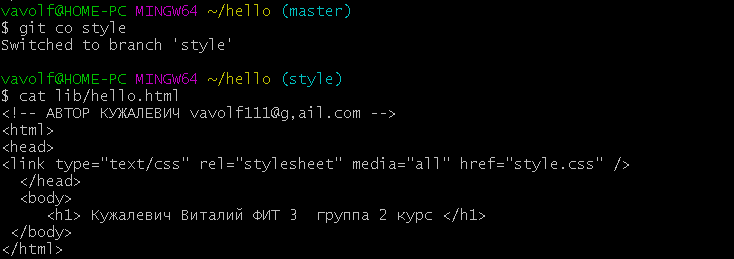 vavolf@HOME-PC MINGW64 ~/hello (master)
$ git co style
Switched to branch 'style'
vavolf@HOME-PC MINGW64 ~/hello (style)
$ cat lib/hello.html
<!-- АВТОР КУЖАЛЕВИЧ vavolf111@g,ail.com -->
<html>
<head>
<link type="text/css" rel="stylesheet" media="all" href="style.css" />
  </head>
  <body>
     <h1> Кужалевич Виталий ФИТ 3  группа 2 курс </h1>
 </body>
</html>